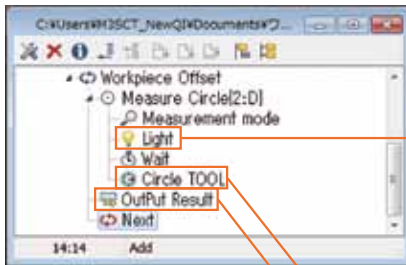 C:¥Users¥M3SCT_NewQI¥Documents¥ワ...
Workpiece Offset
Measure Circle[2:D]
Measurement mode
Light
Wait
Circle TOOL
OutPut Result
Next
14:14 Add